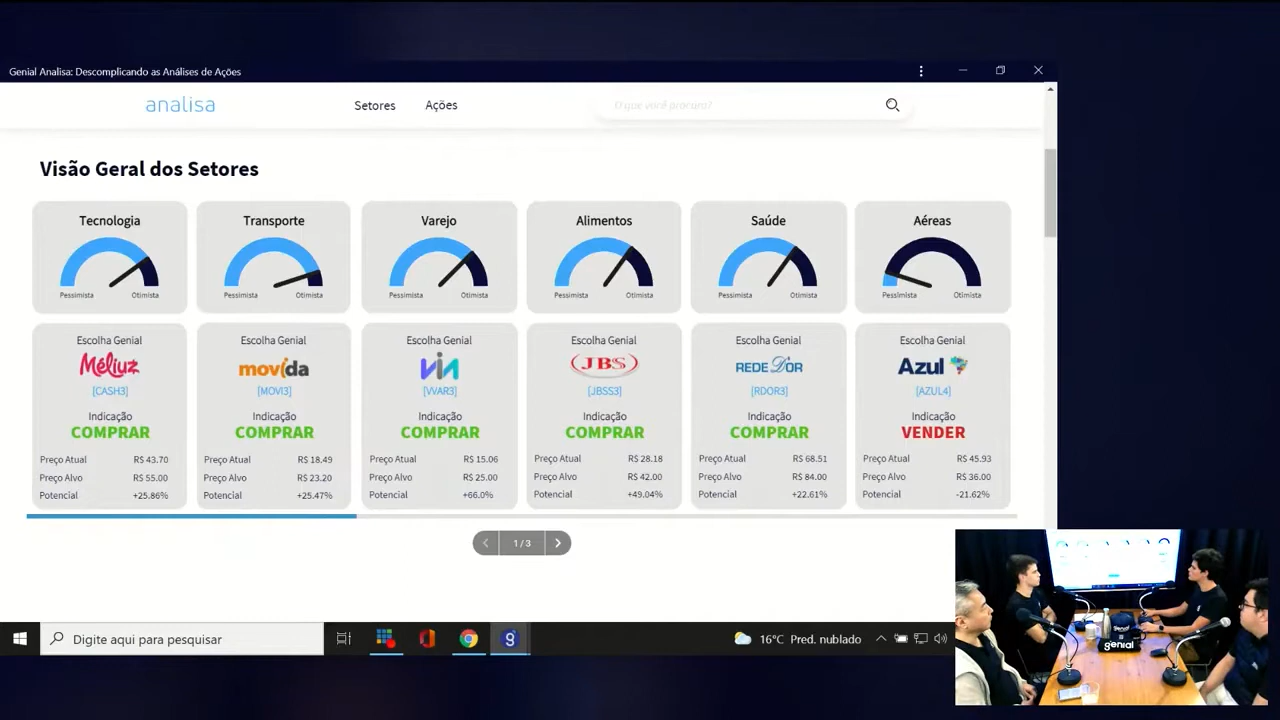 Genial Analisa: Descomplicando as Análises de Ações
analisa
Setores
Ações
O que você procura?
Visão Geral dos Setores
Tecnologia
Pessimista
Otimista
Transporte
Pessimista
Otimista
Varejo
Pessimista
Otimista
Alimentos
Pessimista
Otimista
Saúde
Pessimista
Otimista
Aéreas
Pessimista
Otimista
Escolha Genial
Méliuz
[CASH3]
Indicação
COMPRAR
Preço Atual R$ 43.70
Preço Alvo R$ 55.00
Potencial +25.86%
Escolha Genial
movida
[MOVI3]
Indicação
COMPRAR
Preço Atual R$ 18.49
Preço Alvo R$ 23.20
Potencial +25.47%
Escolha Genial
via
[VVAR3]
Indicação
COMPRAR
Preço Atual R$ 15.06
Preço Alvo R$ 25.00
Potencial +66.0%
Escolha Genial
JBS
[JBSS3]
Indicação
COMPRAR
Preço Atual R$ 28.18
Preço Alvo R$ 42.00
Potencial +49.04%
Escolha Genial
REDE D'OR
[RDOR3]
Indicação
COMPRAR
Preço Atual R$ 68.51
Preço Alvo R$ 84.00
Potencial +22.61%
Escolha Genial
Azul
[AZUL4]
Indicação
VENDER
Preço Atual R$ 45.93
Preço Alvo R$ 36.00
Potencial -21.62%
1 / 3
Digite aqui para pesquisar
16°C Pred. nublado
genial